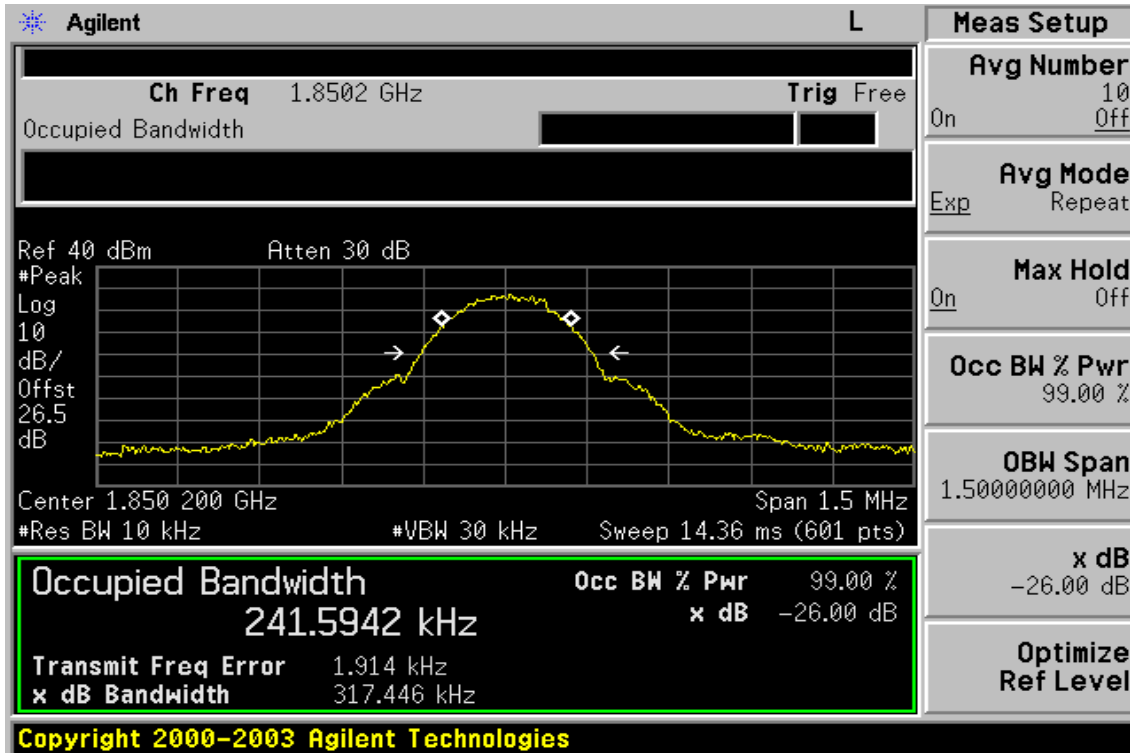 Agilent L
Ch Freq 1.8502 GHz Trig Free
Occupied Bandwidth
Ref 40 dBm Atten 30 dB
#Peak
Log
10
dB/
Offst
26.5
dB
Center 1.850 200 GHz Span 1.5 MHz
#Res BW 10 kHz #VBW 30 kHz Sweep 14.36 ms (601 pts)
Occupied Bandwidth Occ BW % Pwr 99.00 %
241.5942 kHz x dB -26.00 dB
Transmit Freq Error 1.914 kHz
x dB Bandwidth 317.446 kHz
Copyright 2000-2003 Agilent Technologies
Meas Setup
Avg Number
10
On Off
Avg Mode
Exp Repeat
Max Hold
On Off
Occ BW % Pwr
99.00 %
OBW Span
1.50000000 MHz
x dB
-26.00 dB
Optimize
Ref Level